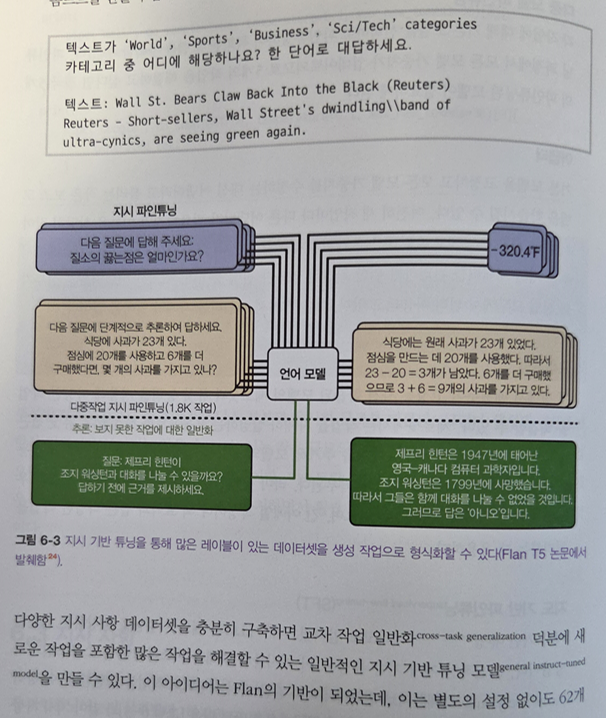 텍스트가 'World', 'Sports', 'Business', 'Sci/Tech' categories
카테고리 중 어디에 해당하나요? 한 단어로 대답하세요.
텍스트: Wall St. Bears Claw Back Into the Black (Reuters)
Reuters - Short-sellers, Wall Street's dwindling\\band of
ultra-cynics, are seeing green again.
지시 파인튜닝
다음 질문에 답해 주세요:
질소의 끓는점은 얼마인가요?
-320.4°F
다음 질문에 단계적으로 추론하여 답하세요.
식당에 사과가 23개 있다.
점심에 20개를 사용하고 6개를 더
구매했다면, 몇 개의 사과를 가지고 있나?
언어 모델
식당에는 원래 사과가 23개 있었다.
점심을 만드는 데 20개를 사용했다. 따라서
23 - 20 = 3개가 남았다. 6개를 더 구매했
으므로 3 + 6 = 9개의 사과를 가지고 있다.
다중작업 지시 파인튜닝(1.8K 작업)
추론: 보지 못한 작업에 대한 일반화
질문: 제프리 힌턴이
조지 워싱턴과 대화를 나눌 수 있을까요?
답하기 전에 근거를 제시하세요.
제프리 힌턴은 1947년에 태어난
영국-캐나다 컴퓨터 과학자입니다.
조지 워싱턴은 1799년에 사망했습니다.
따라서 그들은 함께 대화를 나눌 수 없었을 것입니다.
그러므로 답은 '아니요'입니다.
그림 6-3 지시 기반 튜닝을 통해 많은 레이블이 있는 데이터셋을 생성 작업으로 형식화할 수 있다(Flan T5 논문에서
발췌함24).
다양한 지시 사항 데이터셋을 충분히 구축하면 교차 작업 일반화cross-task generalization 덕분에 새
로운 작업을 포함한 많은 작업을 해결할 수 있는 일반적인 지시 기반 튜닝 모델general instruct-tuned
model을 만들 수 있다. 이 아이디어는 Flan의 기반이 되었는데, 이는 별도의 설정 없이도 62개